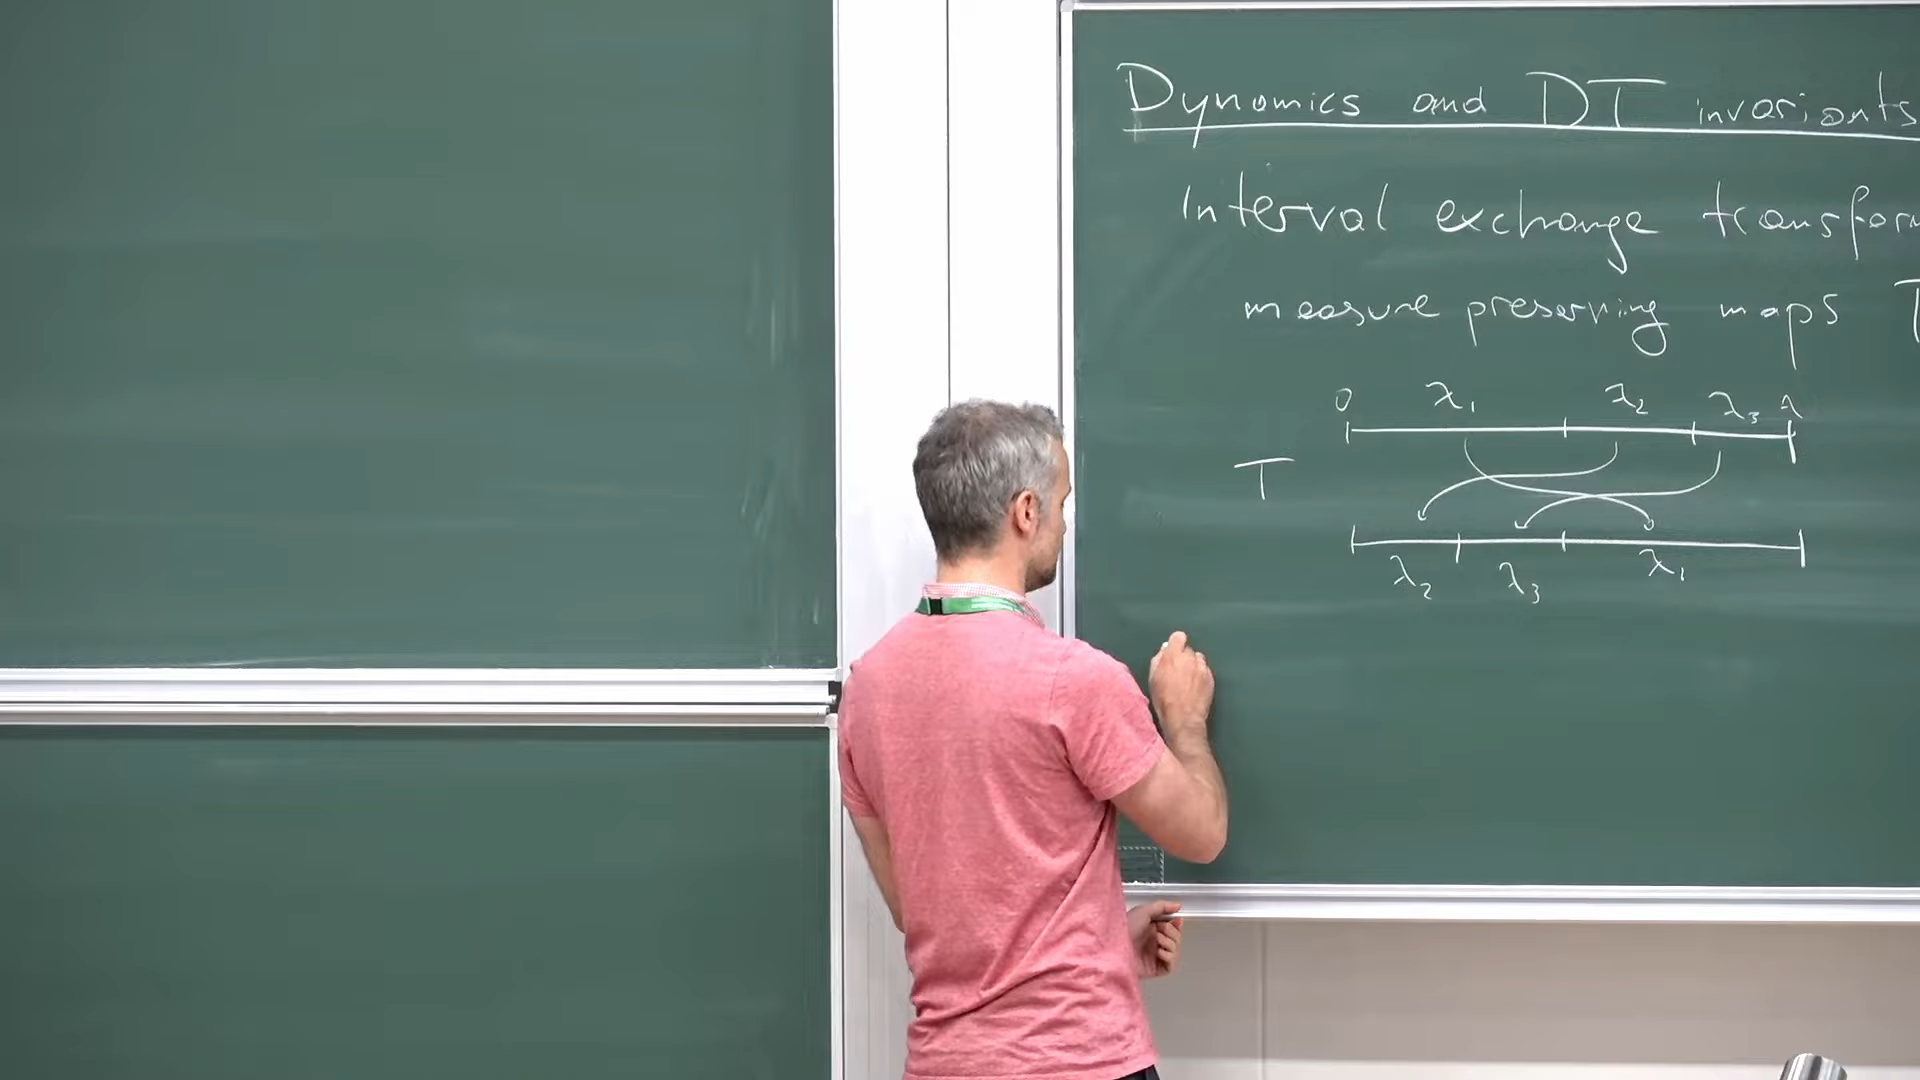 Dynamics and DT invariants
Interval exchange transform
measure preserving maps T
0 λ₁ λ₂ λ₃ λ
T
λ₂ λ₃ λ₁